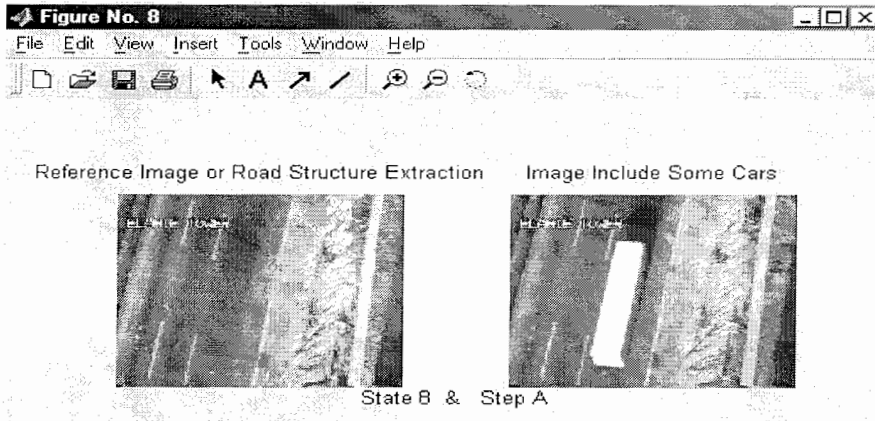 Figure No. 8
File Edit View Insert Tools Window Help
A
Reference Image or Road Structure Extraction
Image Include Some Cars
State 8 & Step A